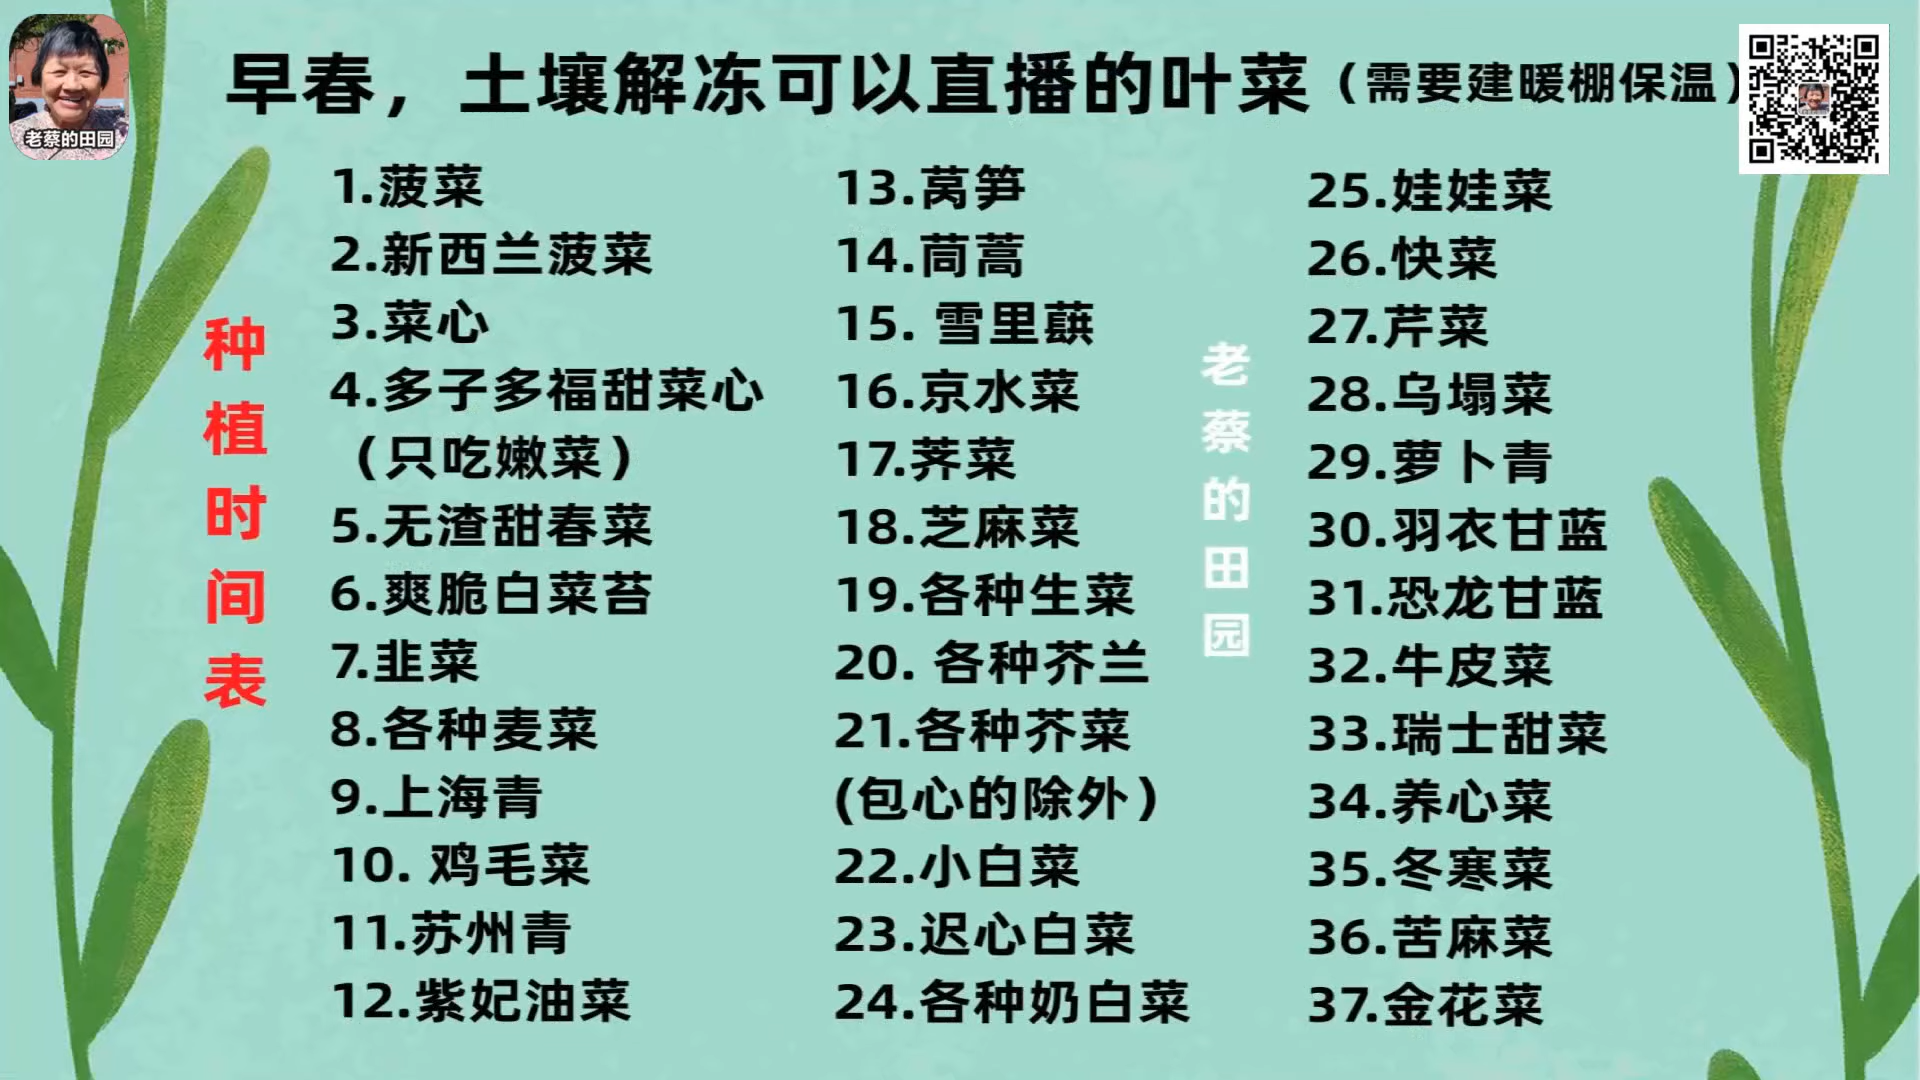 早春，土壤解冻可以直播的叶菜（需要建暖棚保温）
老蔡的田园
种植时间表
1.菠菜
2.新西兰菠菜
3.菜心
4.多子多福甜菜心
（只吃嫩菜）
5.无渣甜春菜
6.爽脆白菜苔
7.韭菜
8.各种麦菜
9.上海青
10. 鸡毛菜
11.苏州青
12.紫妃油菜
13.莴笋
14.茼蒿
15. 雪里蕻
16.京水菜
17.荠菜
18.芝麻菜
19.各种生菜
20. 各种芥兰
21.各种芥菜
(包心的除外）
22.小白菜
23.迟心白菜
24.各种奶白菜
老蔡的田园
25.娃娃菜
26.快菜
27.芹菜
28.乌塌菜
29.萝卜青
30.羽衣甘蓝
31.恐龙甘蓝
32.牛皮菜
33.瑞士甜菜
34.养心菜
35.冬寒菜
36.苦麻菜
37.金花菜